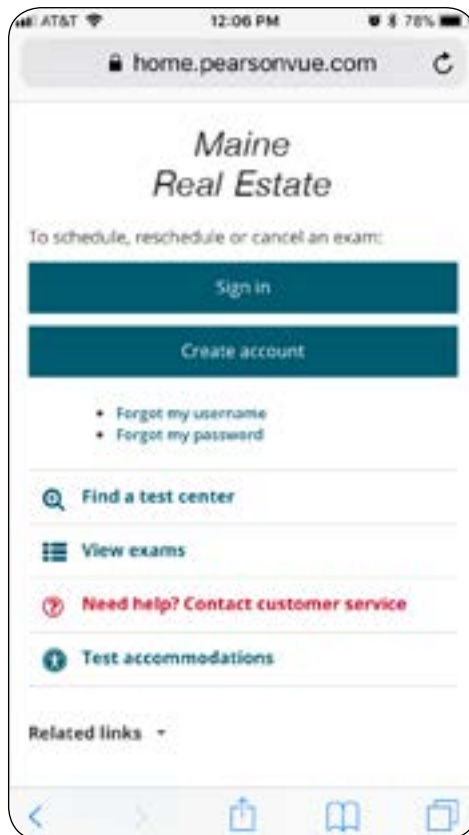 AT&T 12:06 PM 78%
home.pearsonvue.com
Maine
Real Estate
To schedule, reschedule or cancel an exam:
Sign in
Create account
• Forgot my username
• Forgot my password
Find a test center
View exams
Need help? Contact customer service
Test accommodations
Related links